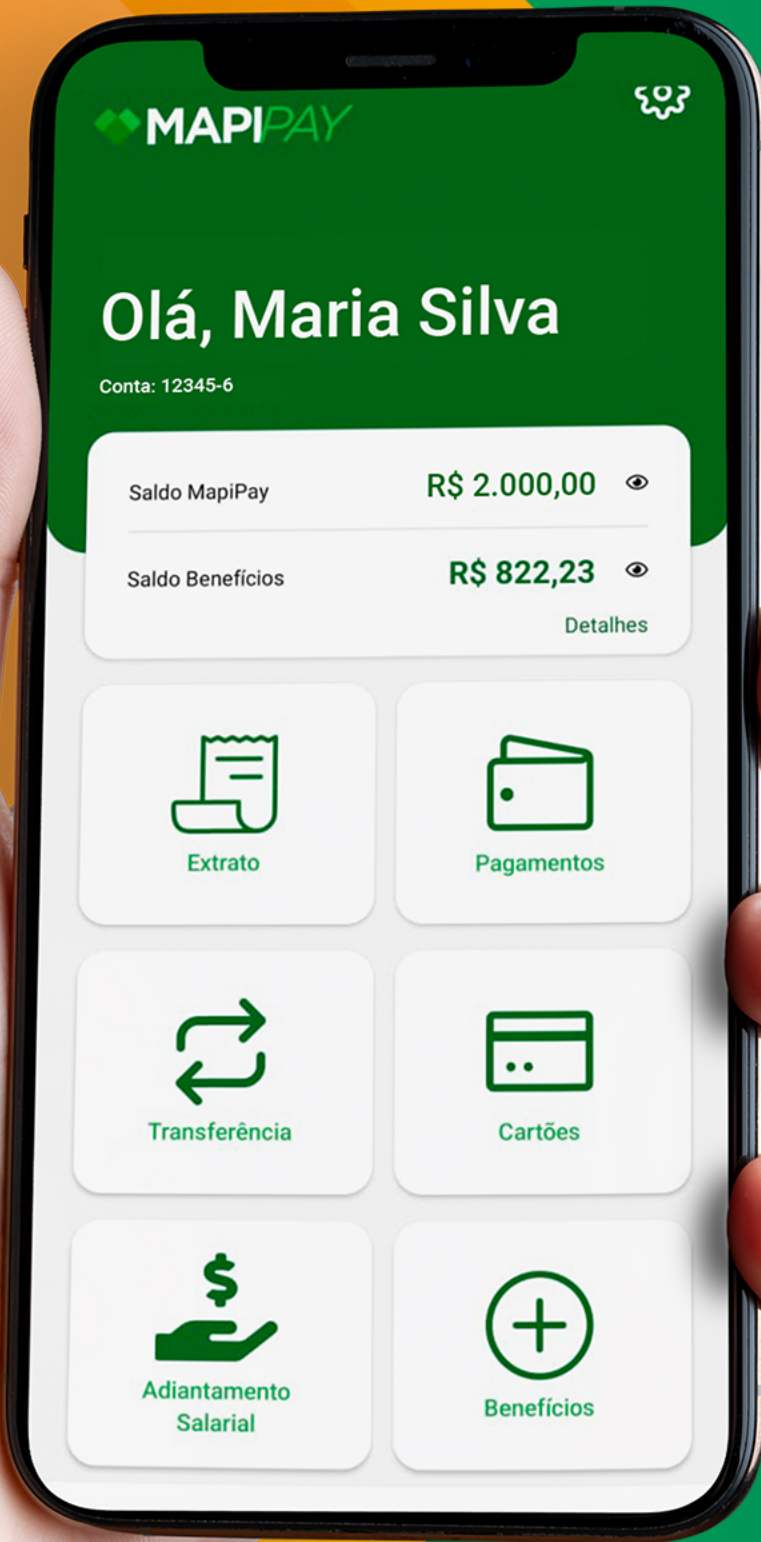 MAPIPAY
Olá, Maria Silva
Conta: 12345-6
Saldo MapiPay R$ 2.000,00
Saldo Benefícios R$ 822,23
Detalhes
Extrato Pagamentos
Transferência Cartões
Adiantamento
Salarial
Benefícios